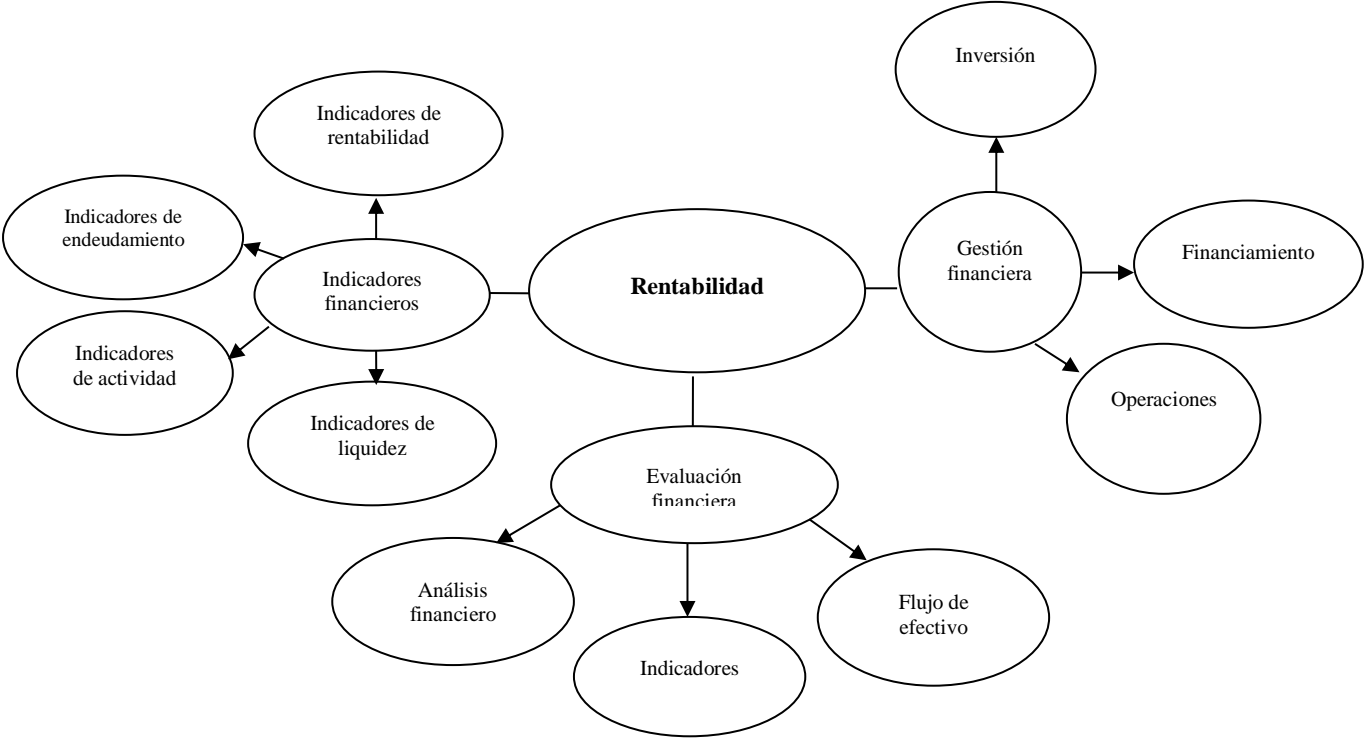 Inversión
Indicadores de
rentabilidad
Indicadores de
endeudamiento
Gestión
financiera
Financiamiento
Indicadores
financieros
Rentabilidad
Indicadores
de actividad
Operaciones
Indicadores de
liquidez
Evaluación
financiera
Análisis
financiero
Flujo de
efectivo
Indicadores